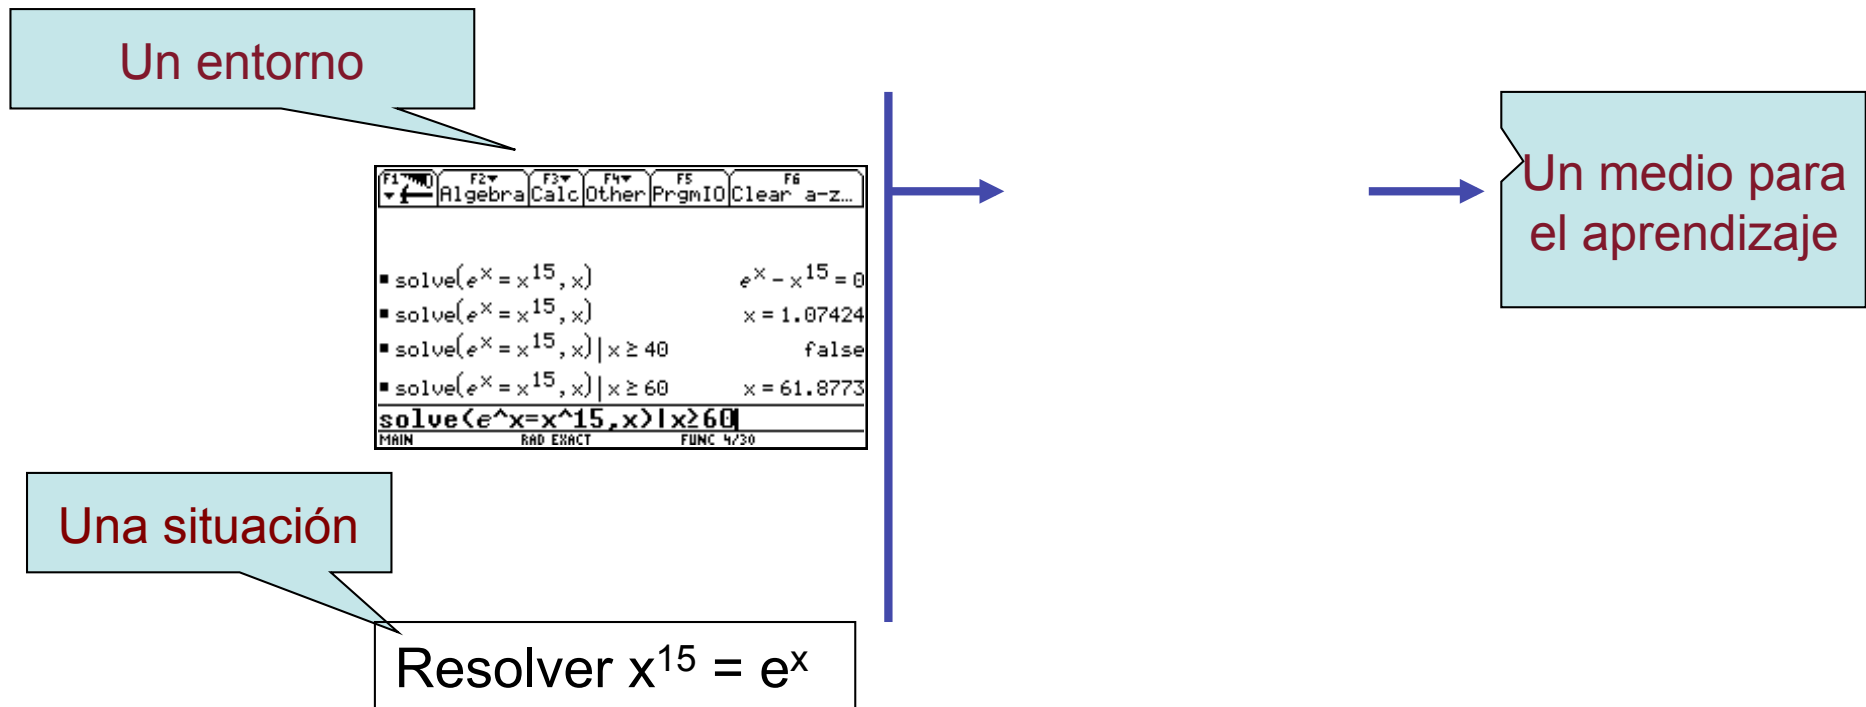 Un entorno
F1 F2 F3 F4 F5 F6
Algebra Calc Other PrgmIO Clear a-z…
solve(e^x = x^15, x) e^x - x^15 = 0
solve(e^x = x^15, x) x = 1.07424
solve(e^x = x^15, x) | x ≥ 40 false
solve(e^x = x^15, x) | x ≥ 60 x = 61.8773
solve(e^x=x^15,x)|x≥60
MAIN RAD EXACT FUNC 4/30
Un medio para
el aprendizaje
Una situación
Resolver x¹⁵ = eˣ